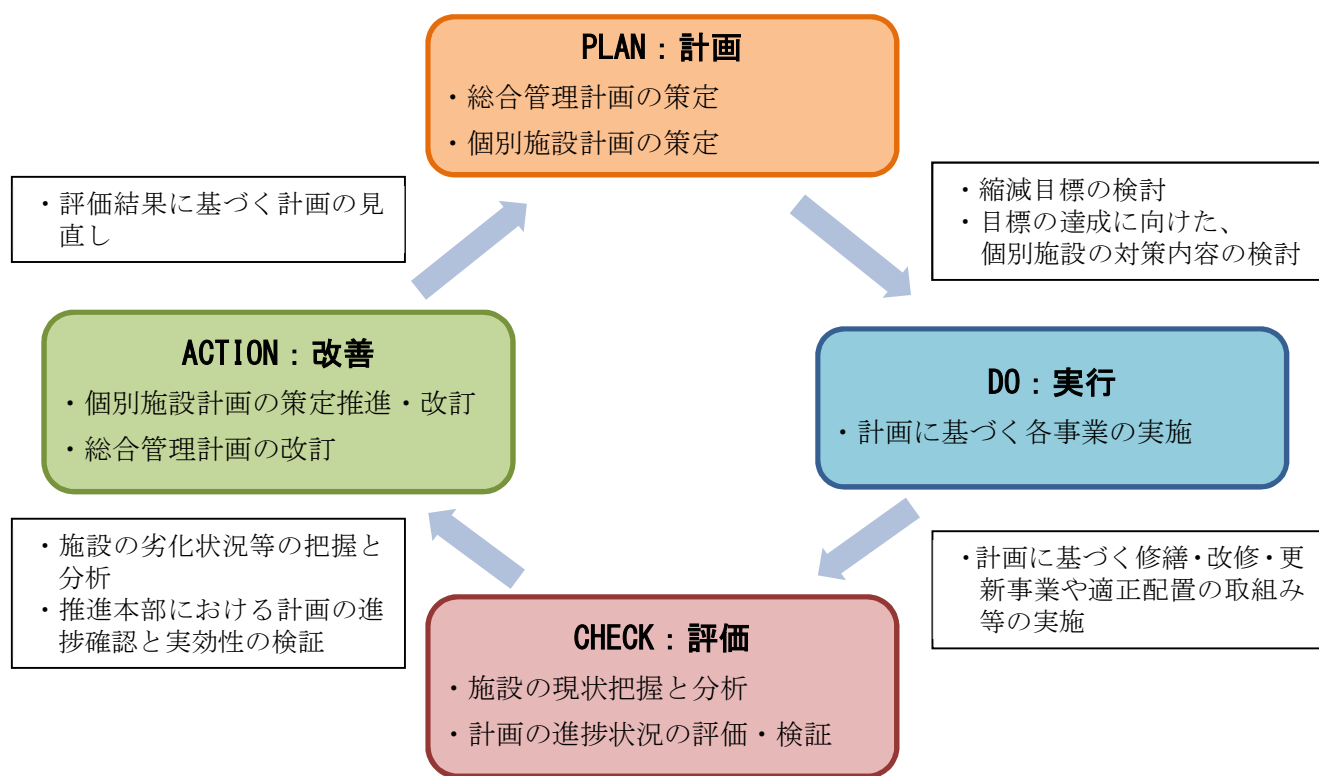 PLAN：計画
・総合管理計画の策定
・個別施設計画の策定
・縮減目標の検討
・目標の達成に向けた、
個別施設の対策内容の検討
DO：実行
・計画に基づく各事業の実施
・計画に基づく修繕・改修・更
新事業や適正配置の取組み
等の実施
CHECK：評価
・施設の現状把握と分析
・計画の進捗状況の評価・検証
・施設の劣化状況等の把握と
分析
・推進本部における計画の進
捗確認と実効性の検証
ACTION：改善
・個別施設計画の策定推進・改訂
・総合管理計画の改訂
・評価結果に基づく計画の見
直し